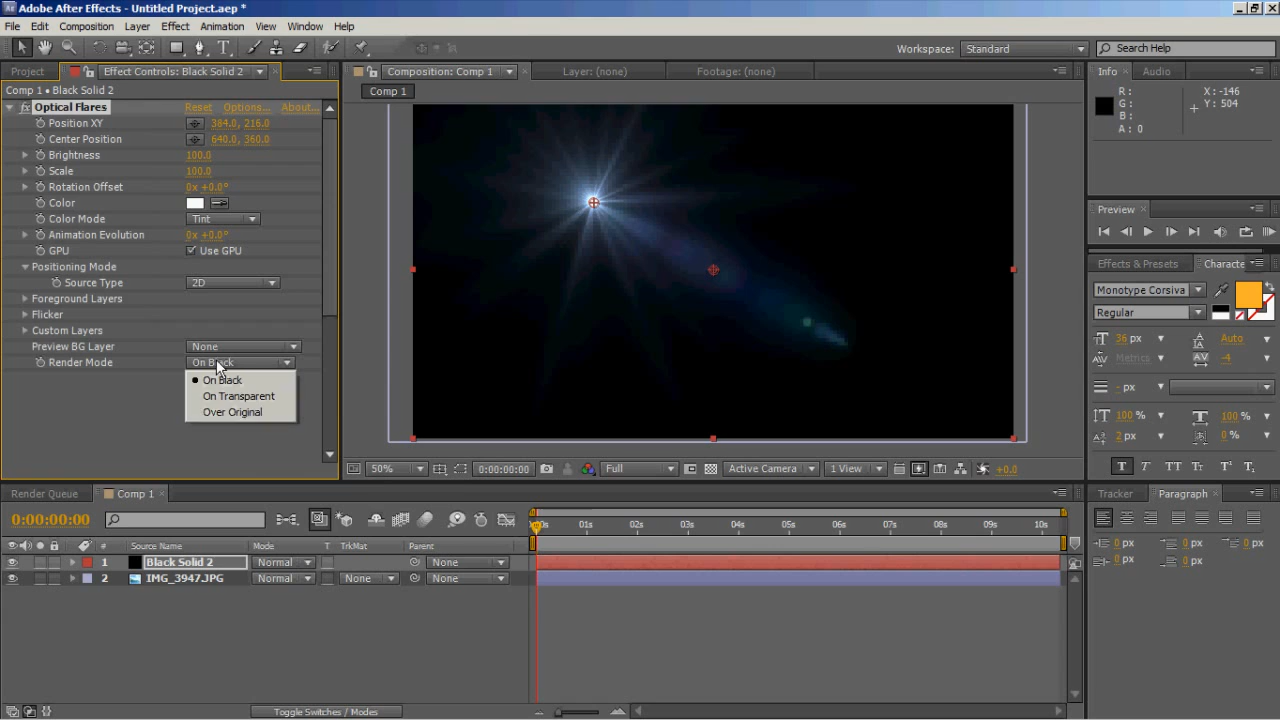 Adobe After Effects - Untitled Project.aep *
File Edit Composition Layer Effect Animation View Window Help
Workspace: Standard Search Help
Project Effect Controls: Black Solid 2 Composition: Comp 1 Layer: (none) Footage: (none) Info Audio
Comp 1 • Black Solid 2
Comp 1
R : X: -146
G : Y: 504
B :
A : 0
Optical Flares Reset Options... About...
Position XY 384.0, 216.0
Center Position 640.0, 360.0
Brightness 100.0
Scale 100.0
Rotation Offset 0x +0.0°
Color
Color Mode Tint
Animation Evolution 0x +0.0°
GPU Use GPU
Positioning Mode
Source Type 2D
Foreground Layers
Flicker
Custom Layers
Preview BG Layer None
Render Mode On Black
On Black
On Transparent
Over Original
50% 0:00:00:00 Full Active Camera 1 View +0.0
Preview
Effects & Presets Characte
Monotype Corsiva
Regular
36 px Auto
Metrics -4
- px
100 % 100 %
2 px 0 %
T T TT Tт T¹ T,
Render Queue Comp 1
0:00:00:00
# Source Name Mode T TrkMat Parent
1 Black Solid 2 Normal None
2 IMG_3947.JPG Normal None None
01s 02s 03s 04s 05s 06s 07s 08s 09s 10s
Toggle Switches / Modes
Tracker Paragraph
0 px 0 px 0 px
0 px 0 px